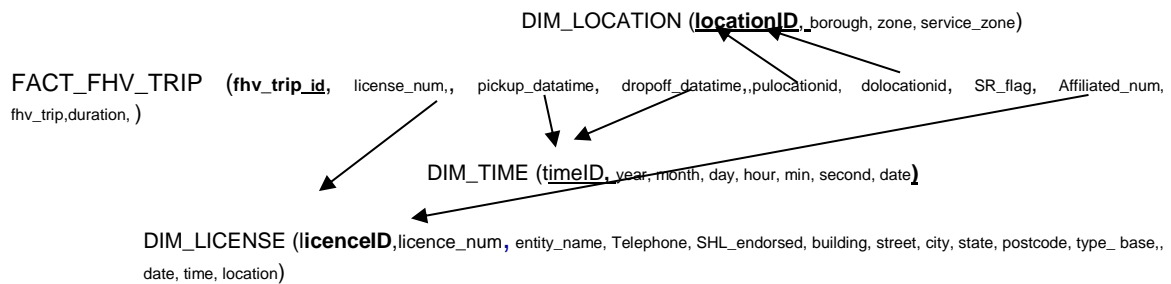 DIM_LOCATION (locationID, borough, zone, service_zone)
FACT_FHV_TRIP (fhv_trip_id, license_num,, pickup_datatime, dropoff_datatime,,pulocationid, dolocationid, SR_flag, Affiliated_num,
fhv_trip,duration, )
DIM_TIME (timeID, year, month, day, hour, min, second, date)
DIM_LICENSE (licenceID,licence_num, entity_name, Telephone, SHL_endorsed, building, street, city, state, postcode, type_ base,,
date, time, location)